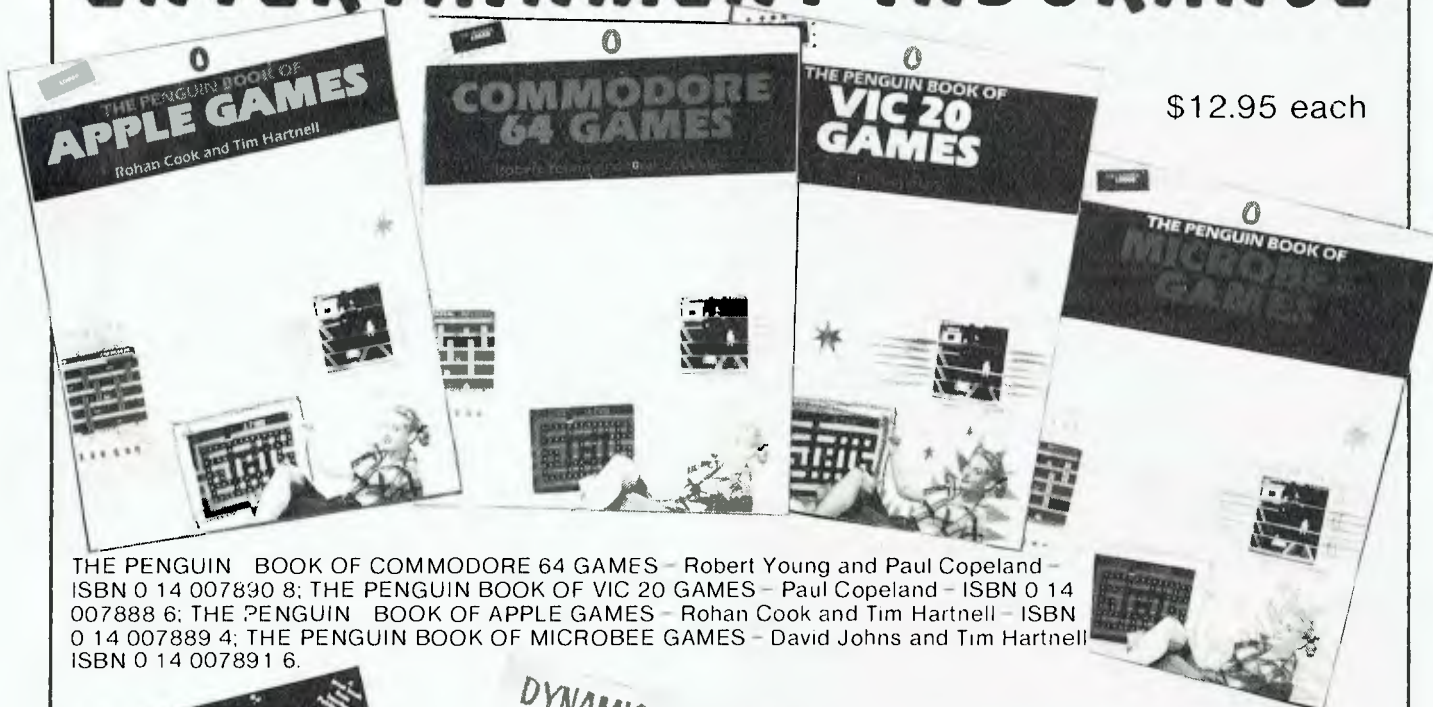 ENTERTAINMENT INSURANCE
THE PENGUIN BOOK OF
APPLE GAMES
Rohan Cook and Tim Hartnell
COMMODORE
64 GAMES
THE PENGUIN BOOK OF
VIC 20
GAMES
$12.95 each
THE PENGUIN BOOK OF
MICROBEE
GAMES
THE PENGUIN BOOK OF COMMODORE 64 GAMES – Robert Young and Paul Copeland –
ISBN 0 14 007890 8; THE PENGUIN BOOK OF VIC 20 GAMES – Paul Copeland – ISBN 0 14
007888 6; THE PENGUIN BOOK OF APPLE GAMES – Rohan Cook and Tim Hartnell – ISBN
0 14 007889 4; THE PENGUIN BOOK OF MICROBEE GAMES – David Johns and Tim Hartnell
ISBN 0 14 007891 6.